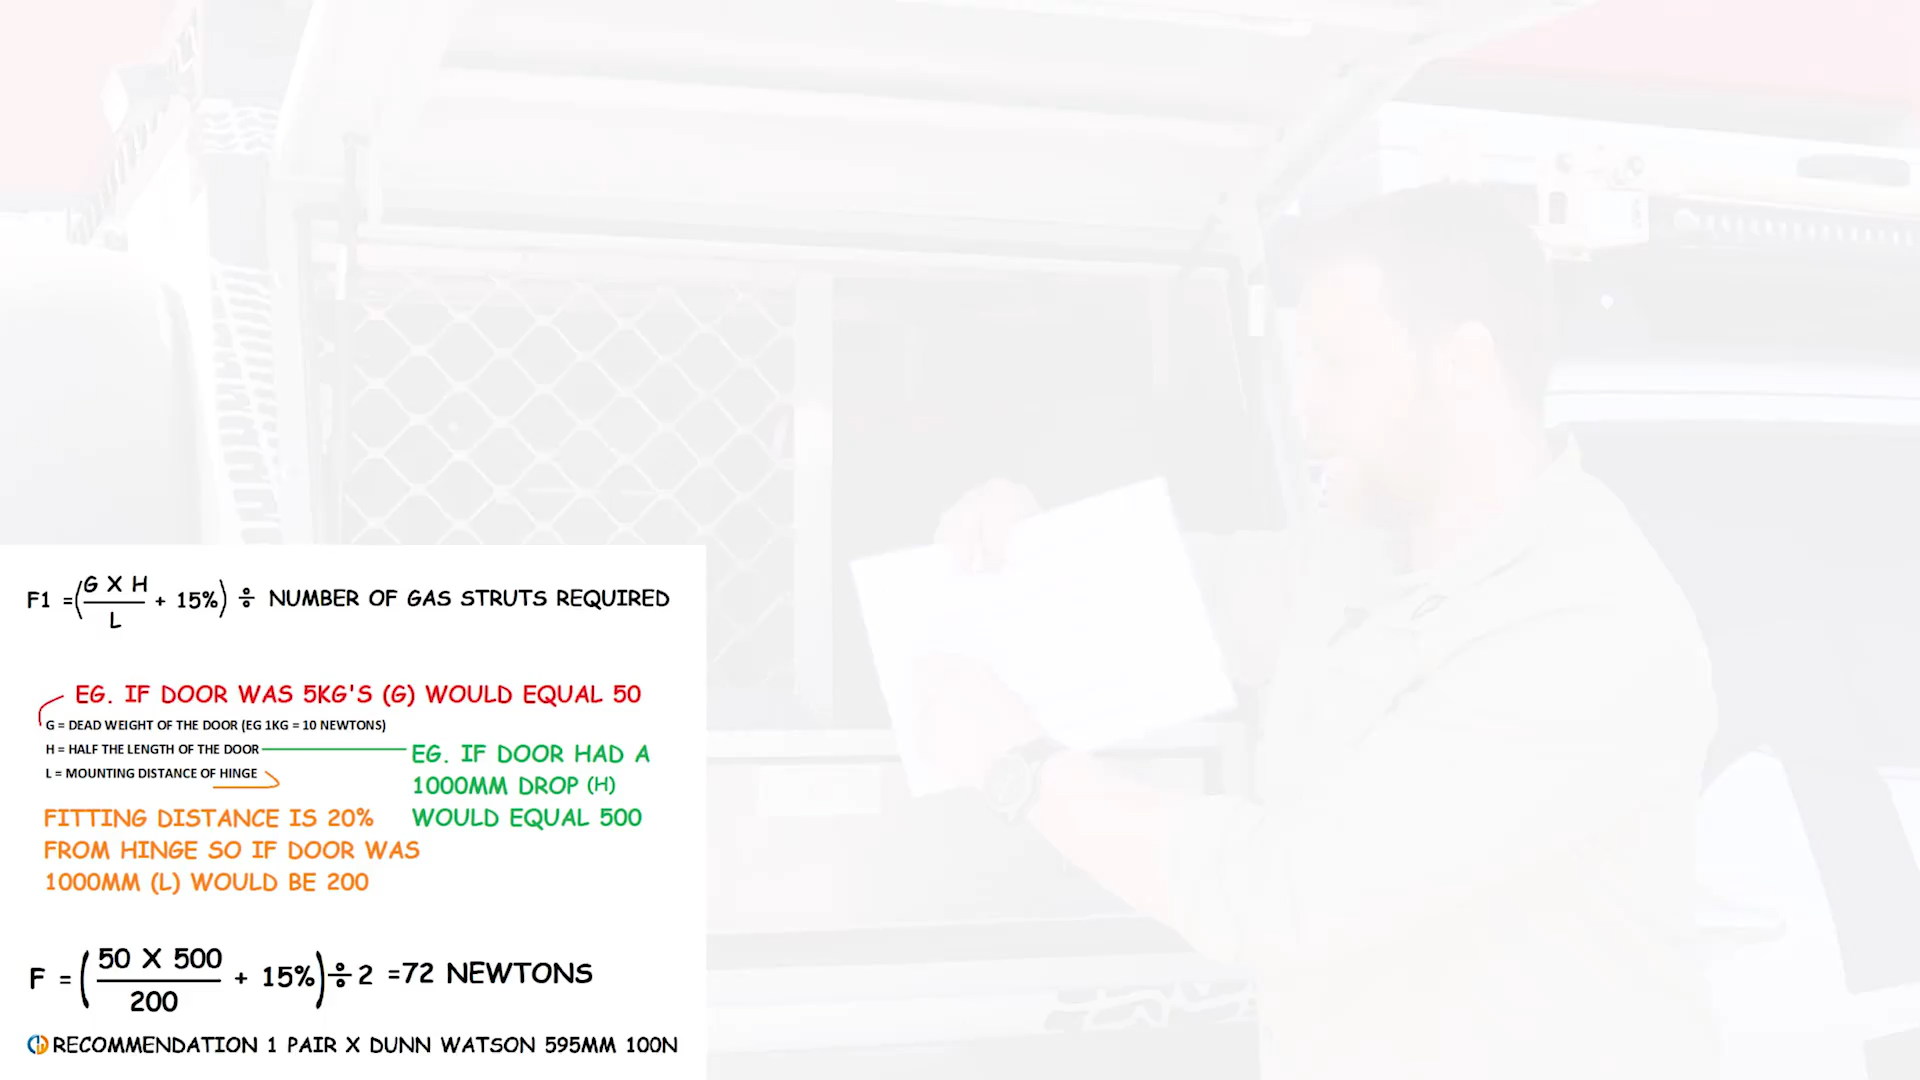 F1 = (G X H / L + 15%) ÷ NUMBER OF GAS STRUTS REQUIRED
EG. IF DOOR WAS 5KG'S (G) WOULD EQUAL 50
G = DEAD WEIGHT OF THE DOOR (EG 1KG = 10 NEWTONS)
H = HALF THE LENGTH OF THE DOOR
L = MOUNTING DISTANCE OF HINGE
EG. IF DOOR HAD A
1000MM DROP (H)
WOULD EQUAL 500
FITTING DISTANCE IS 20%
FROM HINGE SO IF DOOR WAS
1000MM (L) WOULD BE 200
F = (50 X 500 / 200 + 15%) ÷ 2 =72 NEWTONS
RECOMMENDATION 1 PAIR X DUNN WATSON 595MM 100N